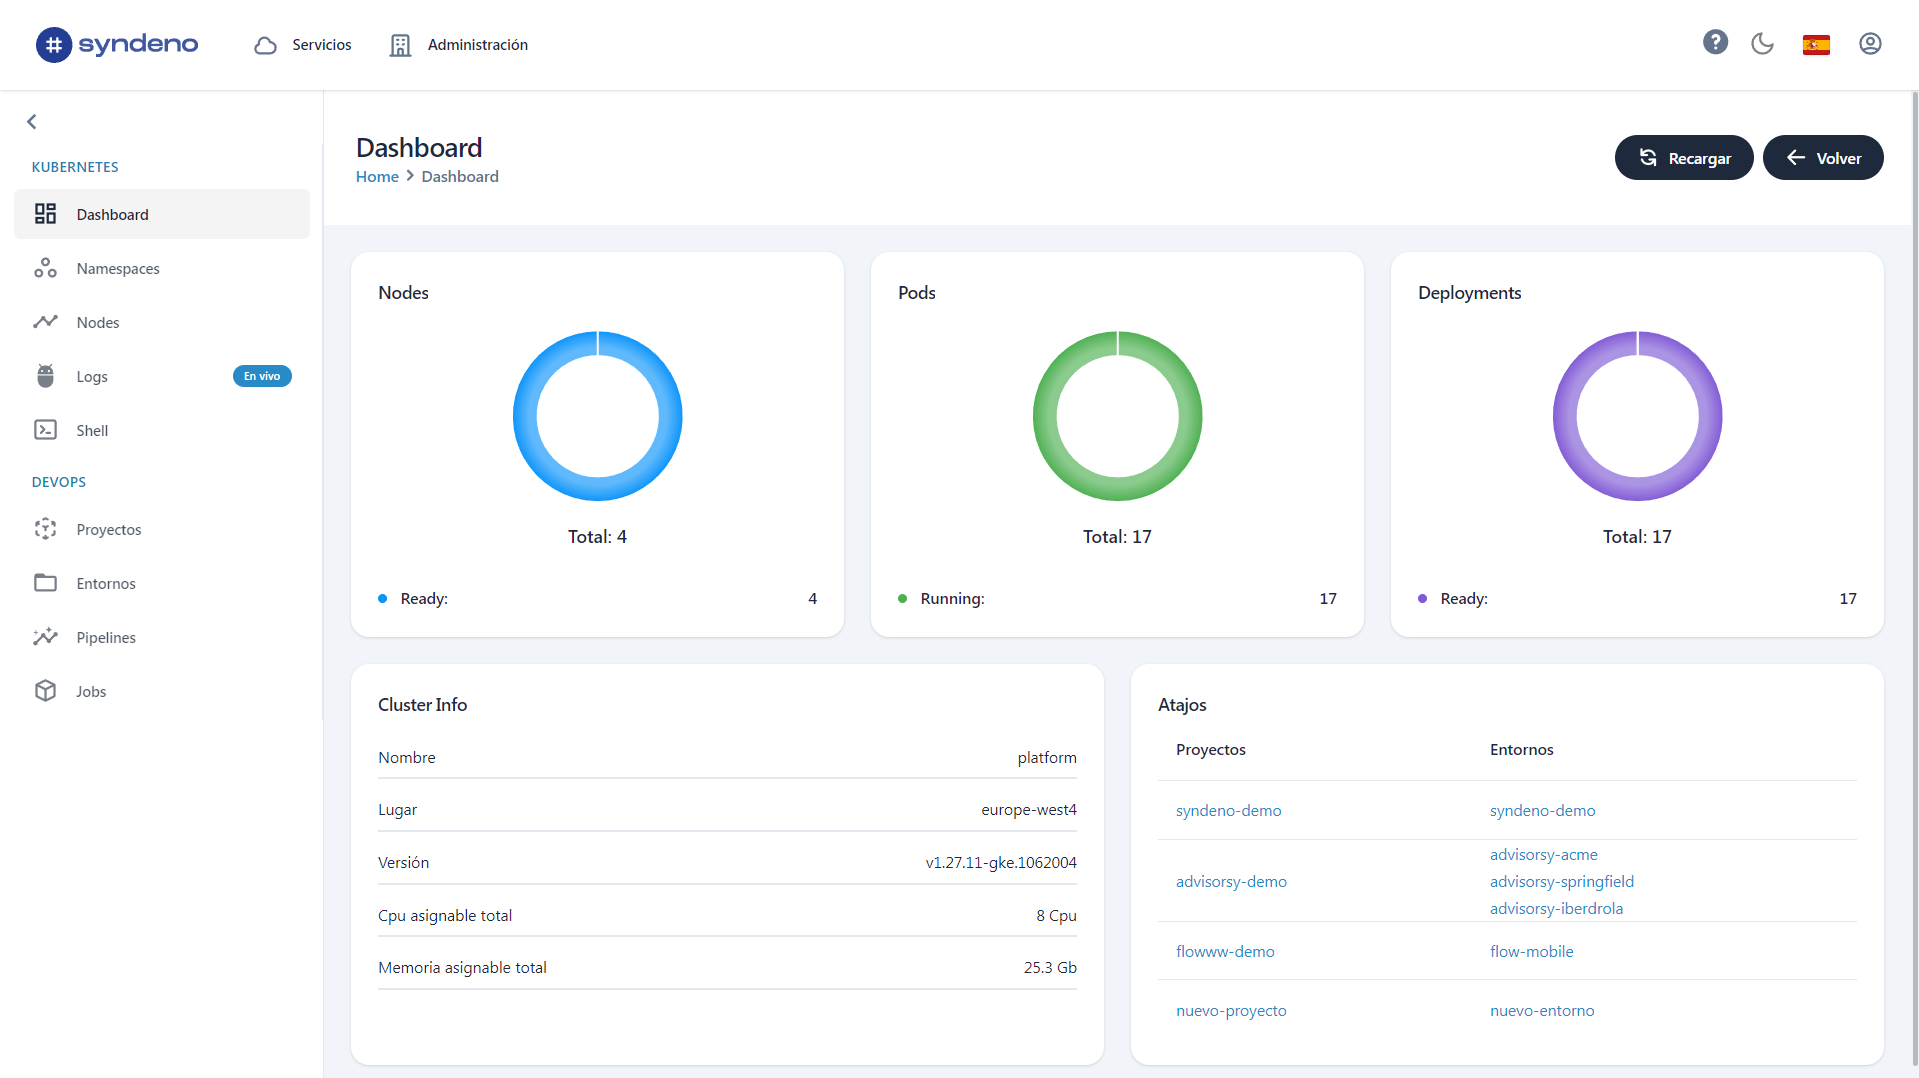 # syndeno
Servicios
Administración
?
KUBERNETES
Dashboard
Namespaces
Nodes
Logs
En vivo
Shell
DEVOPS
Proyectos
Entornos
Pipelines
Jobs
Dashboard
Home > Dashboard
Recargar
Volver
Nodes
Total: 4
Ready: 4
Pods
Total: 17
Running: 17
Deployments
Total: 17
Ready: 17
Cluster Info
Nombre platform
Lugar europe-west4
Versión v1.27.11-gke.1062004
Cpu asignable total 8 Cpu
Memoria asignable total 25.3 Gb
Atajos
Proyectos Entornos
syndeno-demo syndeno-demo
advisorsy-acme
advisorsy-demo advisorsy-springfield
advisorsy-iberdrola
flowww-demo flow-mobile
nuevo-proyecto nuevo-entorno